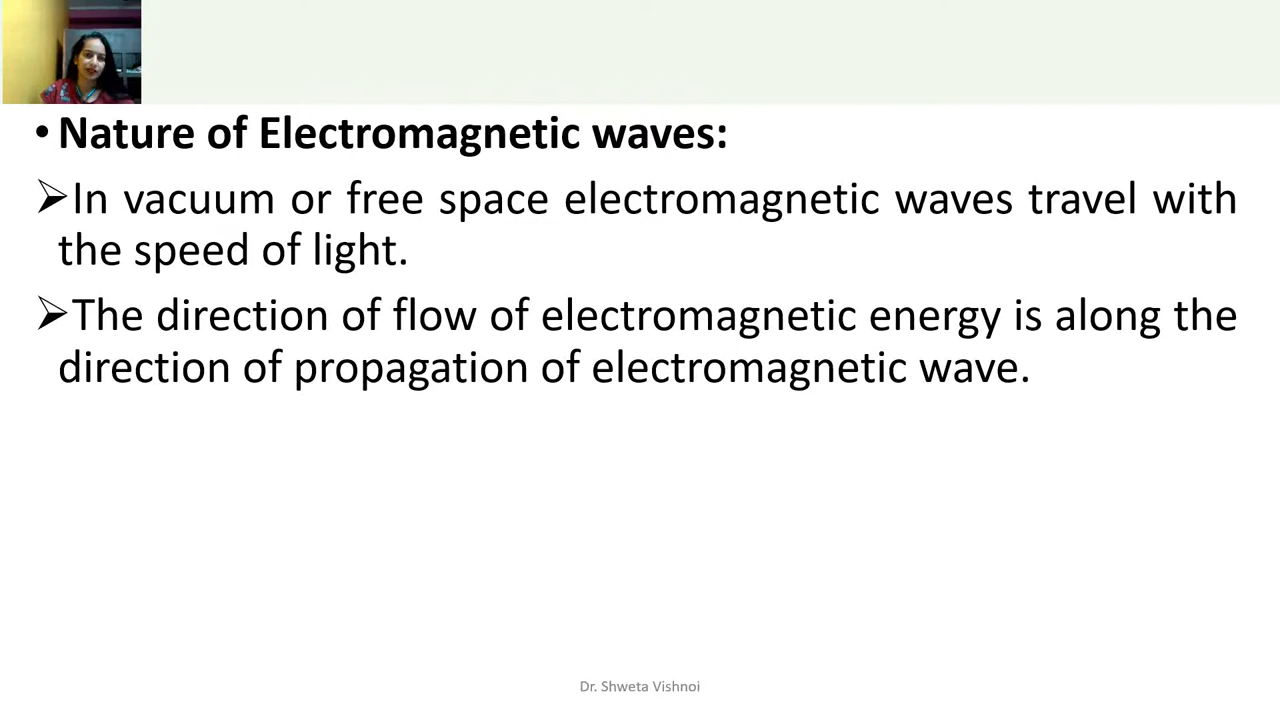 • Nature of Electromagnetic waves:
➢In vacuum or free space electromagnetic waves travel with
the speed of light.
➢The direction of flow of electromagnetic energy is along the
direction of propagation of electromagnetic wave.
Dr. Shweta Vishnoi